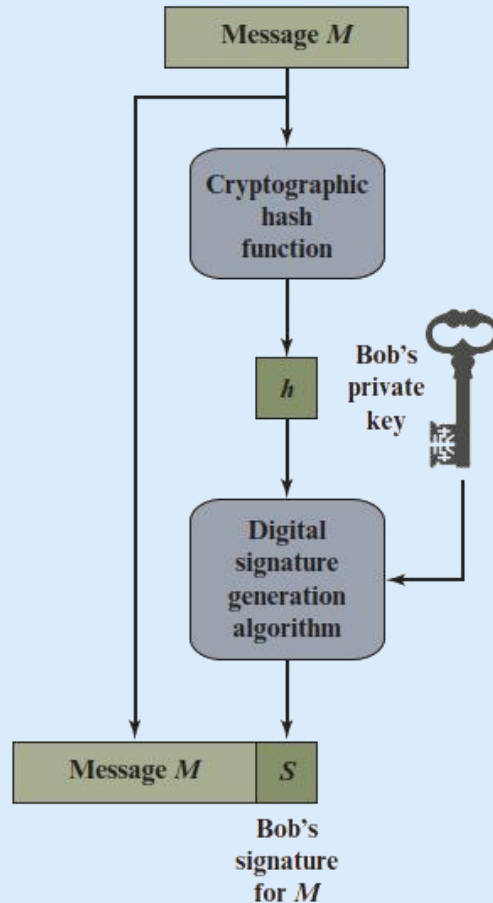 Message M
Cryptographic
hash
function
h
Bob's
private
key
Digital
signature
generation
algorithm
Message M
S
Bob's
signature
for M